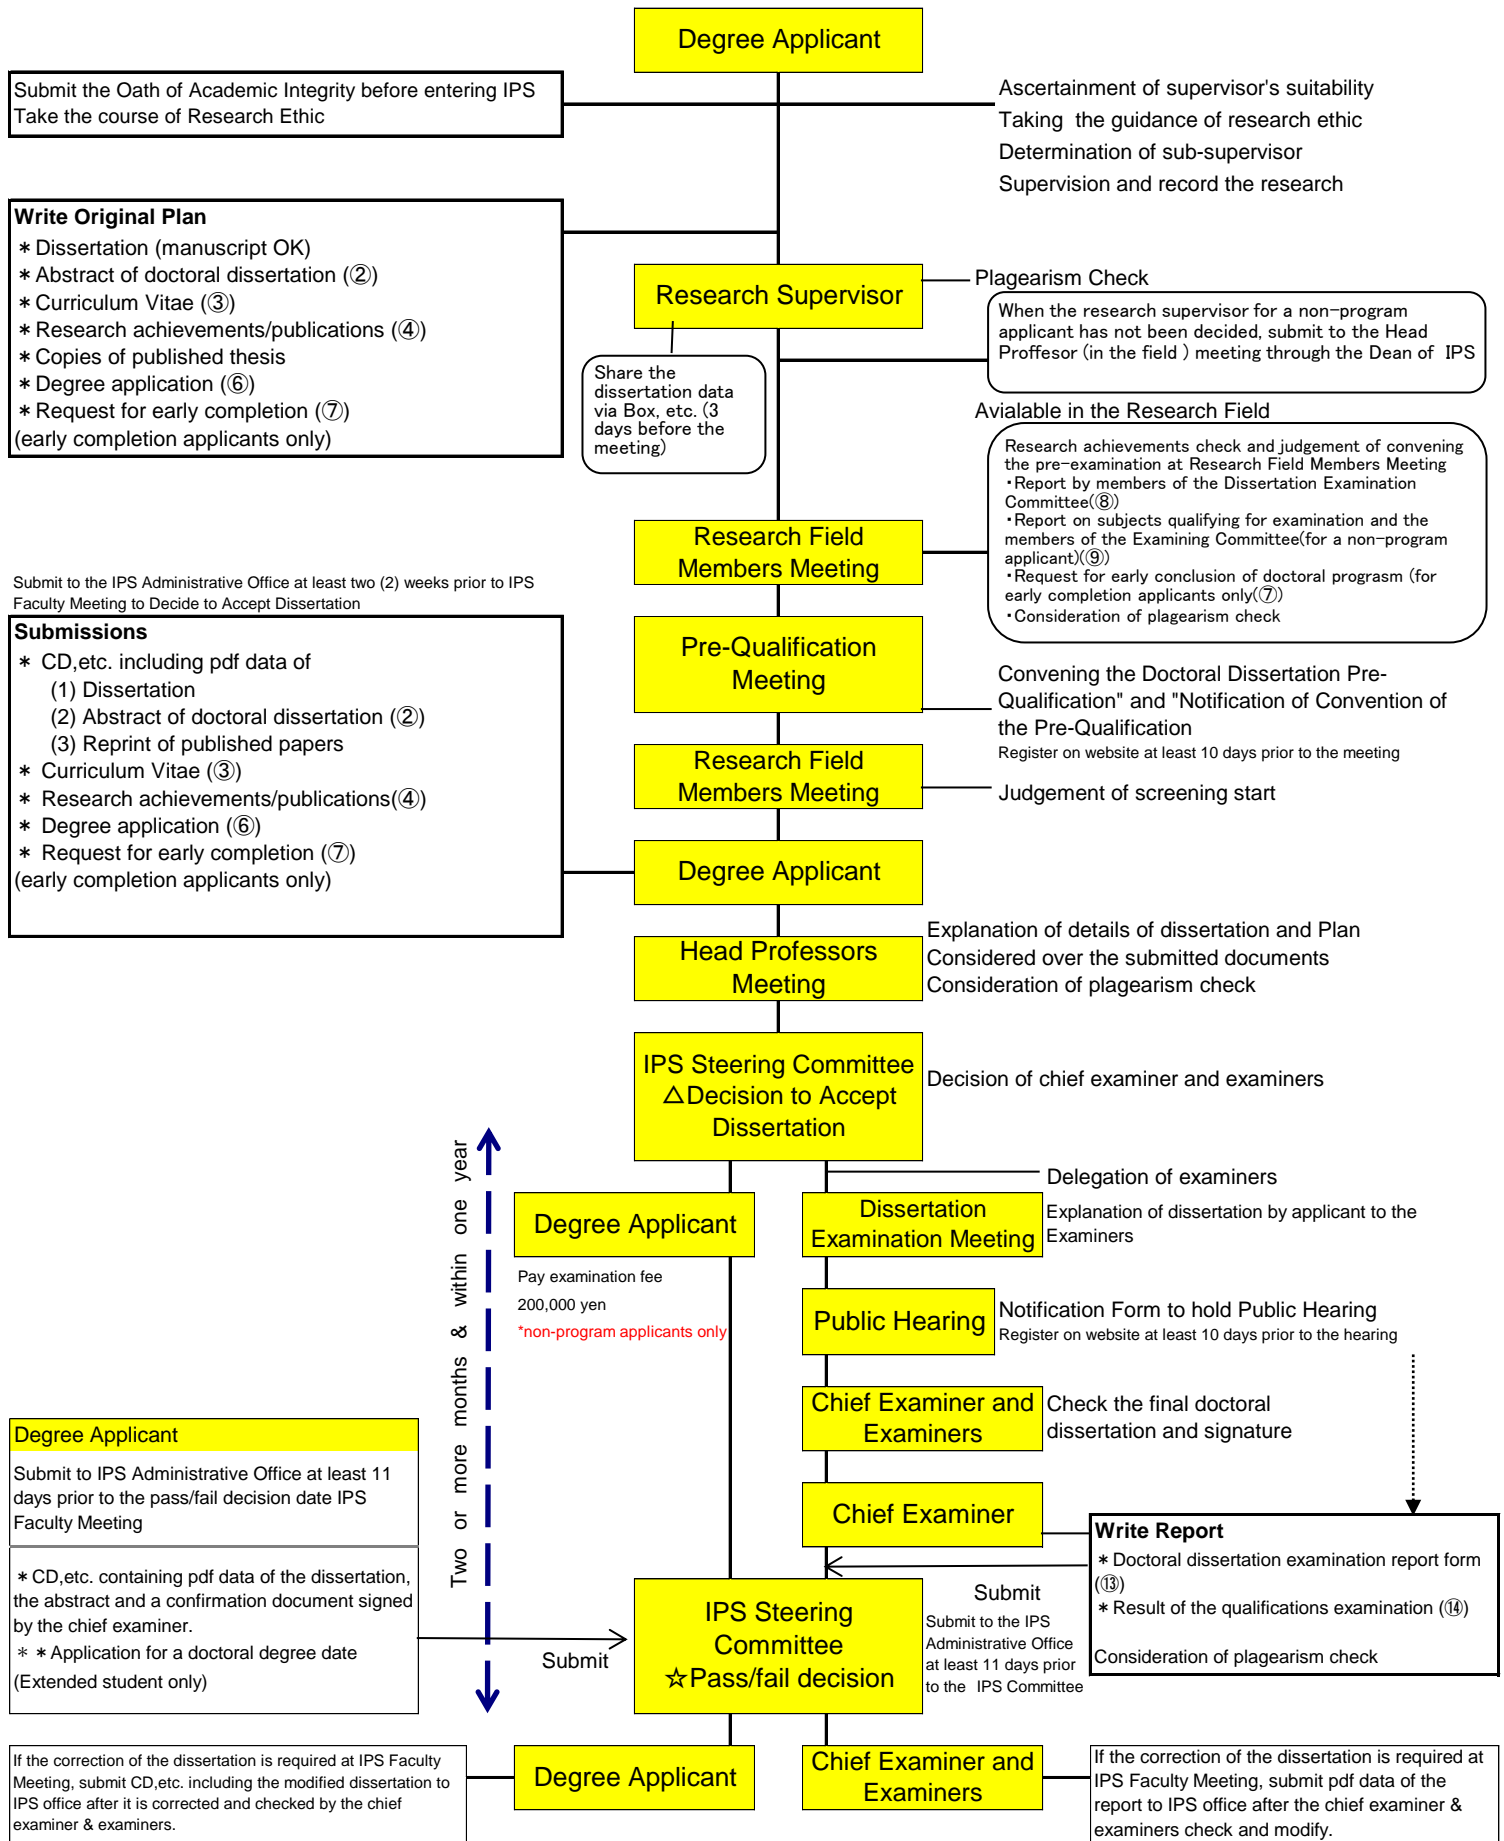 Degree Applicant
Submit the Oath of Academic Integrity before entering IPS
Take the course of Research Ethic
Ascertainment of supervisor's suitability
Taking  the guidance of research ethic
Determination of sub-supervisor
Supervision and record the research
Write Original Plan
＊Dissertation (manuscript OK)
＊Abstract of doctoral dissertation (②)
＊Curriculum Vitae (③)
＊Research achievements/publications (④)
＊Copies of published thesis
＊Degree application (⑥)
＊Request for early completion (⑦)
(early completion applicants only)
Research Supervisor
Plagearism Check
When the research supervisor for a non-program
applicant has not been decided, submit to the Head
Proffesor (in the field ) meeting through the Dean of  IPS
Share the
dissertation data
via Box, etc. (3
days before the
meeting)
Avialable in the Research Field
Research achievements check and judgement of convening
the pre-examination at Research Field Members Meeting
・Report by members of the Dissertation Examination
Committee(⑧)
・Report on subjects qualifying for examination and the
members of the Examining Committee(for a non-program
applicant)(⑨)
・Request for early conclusion of doctoral programs (for
early completion applicants only(⑦)
・Consideration of plagearism check
Research Field
Members Meeting
Submit to the IPS Administrative Office at least two (2) weeks prior to IPS
Faculty Meeting to Decide to Accept Dissertation
Submissions
＊ CD,etc. including pdf data of
(1) Dissertation
(2) Abstract of doctoral dissertation (②)
(3) Reprint of published papers
＊ Curriculum Vitae (③)
＊ Research achievements/publications(④)
＊ Degree application (⑥)
＊ Request for early completion (⑦)
(early completion applicants only)
Pre-Qualification
Meeting
Convening the Doctoral Dissertation Pre-
Qualification" and "Notification of Convention of
the Pre-Qualification
Register on website at least 10 days prior to the meeting
Research Field
Members Meeting
Judgement of screening start
Degree Applicant
Head Professors
Meeting
Explanation of details of dissertation and Plan
Considered over the submitted documents
Consideration of plagearism check
IPS Steering Committee
△Decision to Accept
Dissertation
Decision of chief examiner and examiners
Two or more months & within one year
Delegation of examiners
Degree Applicant
Pay examination fee
200,000 yen
*non-program applicants only
Dissertation
Examination Meeting
Explanation of dissertation by applicant to the
Examiners
Public Hearing
Notification Form to hold Public Hearing
Register on website at least 10 days prior to the hearing
Chief Examiner and
Examiners
Check the final doctoral
dissertation and signature
Degree Applicant
Submit to IPS Administrative Office at least 11
days prior to the pass/fail decision date IPS
Faculty Meeting
＊CD,etc. containing pdf data of the dissertation,
the abstract and a confirmation document signed
by the chief examiner.
＊＊Application for a doctoral degree date
(Extended student only)
Submit
Chief Examiner
Write Report
＊Doctoral dissertation examination report form
(⑬)
＊Result of the qualifications examination (⑭)
Consideration of plagearism check
Submit
Submit to the IPS
Administrative Office
at least 11 days prior
to the  IPS Committee
IPS Steering
Committee
☆Pass/fail decision
If the correction of the dissertation is required at IPS Faculty
Meeting, submit CD,etc. including the modified dissertation to
IPS office after it is corrected and checked by the chief
examiner & examiners.
Degree Applicant
Chief Examiner and
Examiners
If the correction of the dissertation is required at
IPS Faculty Meeting, submit pdf data of the
report to IPS office after the chief examiner &
examiners check and modify.